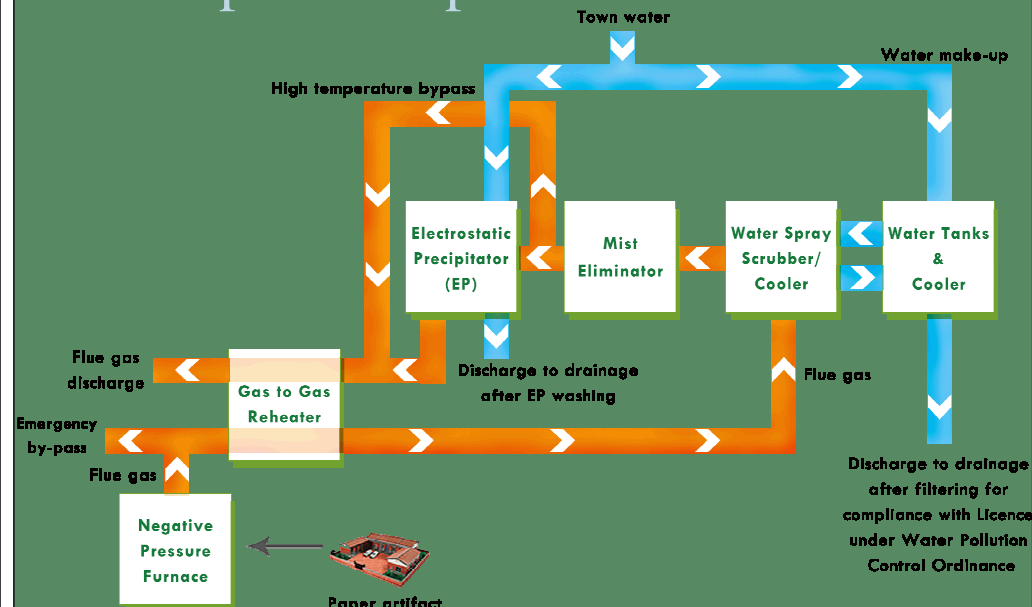 Town water
Water make-up
High temperature bypass
Electrostatic
Precipitator
(EP)
Mist
Eliminator
Water Spray
Scrubber/
Cooler
Water Tanks
&
Cooler
Flue gas
discharge
Gas to Gas
Reheater
Discharge to drainage
after EP washing
Flue gas
Emergency
by-pass
Flue gas
Discharge to drainage
after filtering for
compliance with Licence
under Water Pollution
Control Ordinance
Negative
Pressure
Furnace
Paper artifact